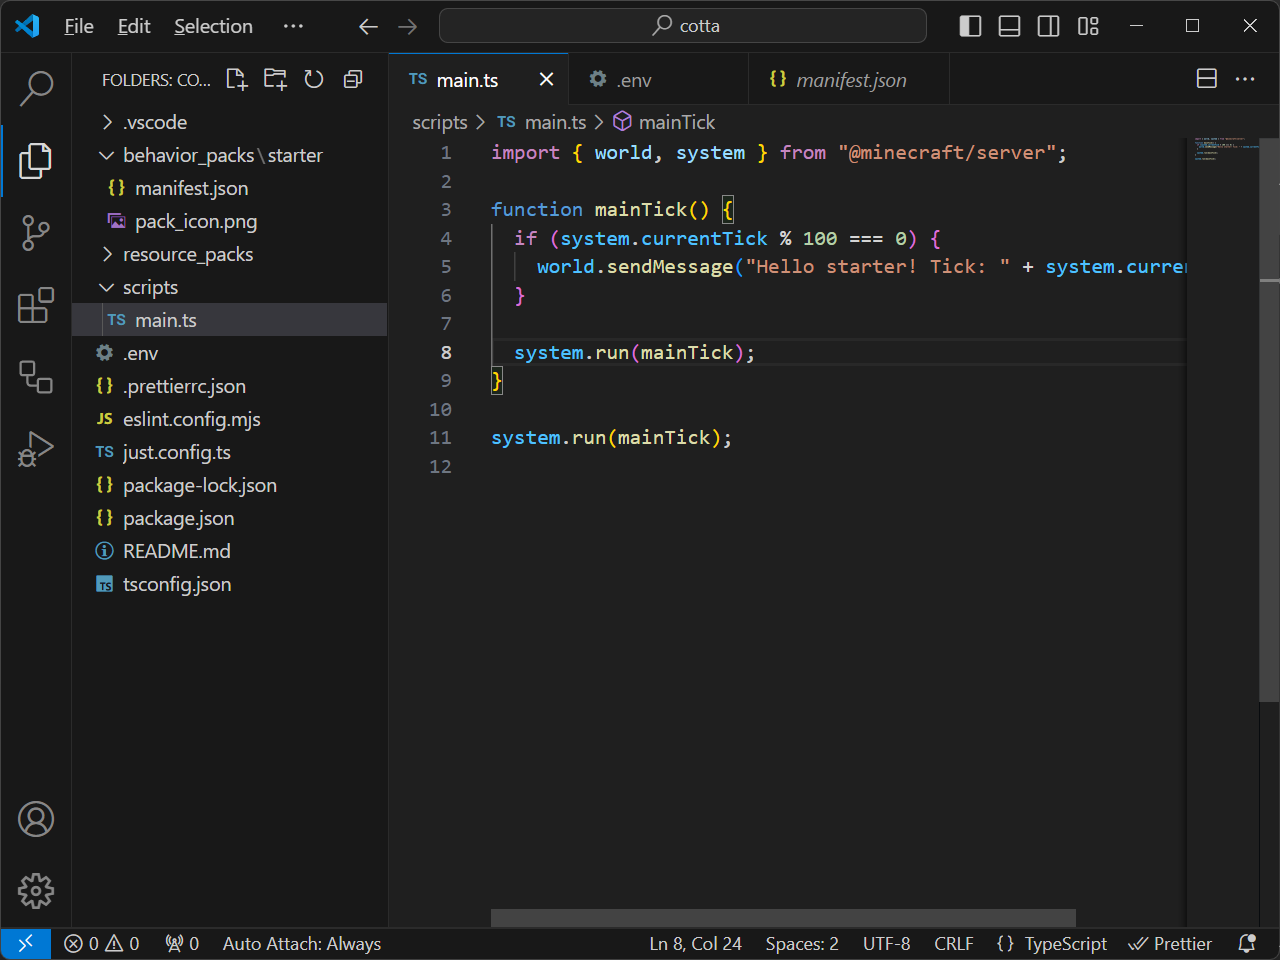 File Edit Selection ··· cotta
FOLDERS: CO...
.vscode
behavior_packs\starter
{} manifest.json
pack_icon.png
resource_packs
scripts
TS main.ts
.env
{} .prettierrc.json
JS eslint.config.mjs
TS just.config.ts
{} package-lock.json
{} package.json
README.md
TS tsconfig.json
TS main.ts .env {} manifest.json
scripts > TS main.ts > mainTick
1 import { world, system } from "@minecraft/server";
2
3 function mainTick() {
4 if (system.currentTick % 100 === 0) {
5 world.sendMessage("Hello starter! Tick: " + system.curre
6 }
7
8 system.run(mainTick);
9 }
10
11 system.run(mainTick);
12
0 0 0 Auto Attach: Always Ln 8, Col 24 Spaces: 2 UTF-8 CRLF {} TypeScript Prettier